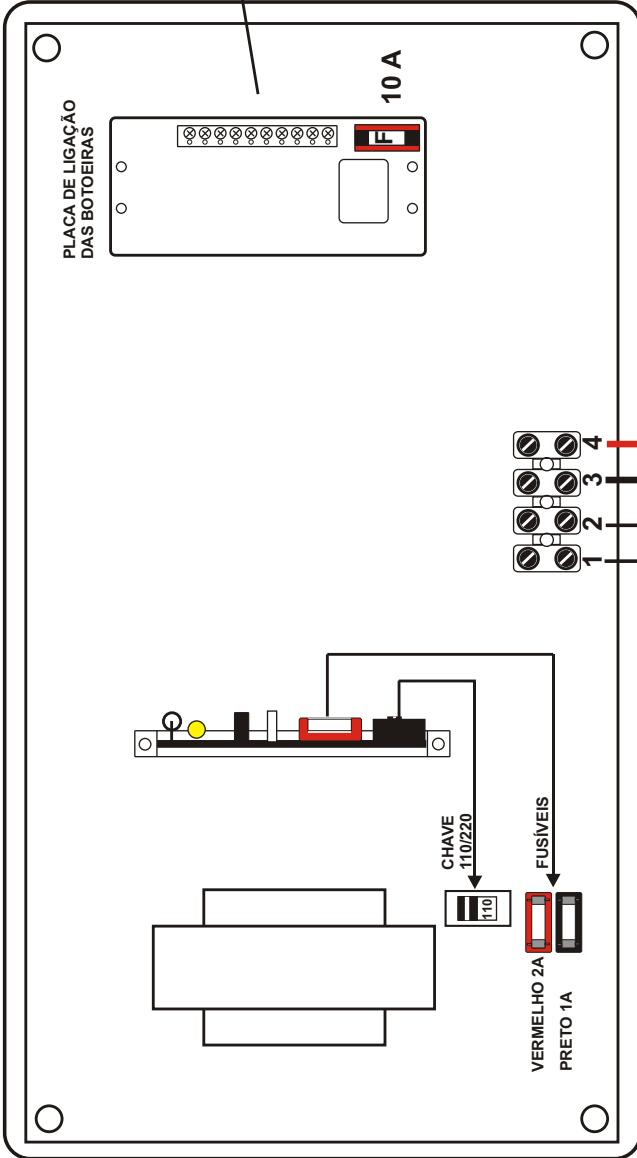 PLACA DE LIGAÇÃO
DAS BOTOEIRAS
10 A
F
4
3
2
1
CHAVE
110/220
FUSÍVEIS
110
VERMELHO 2A
PRETO 1A